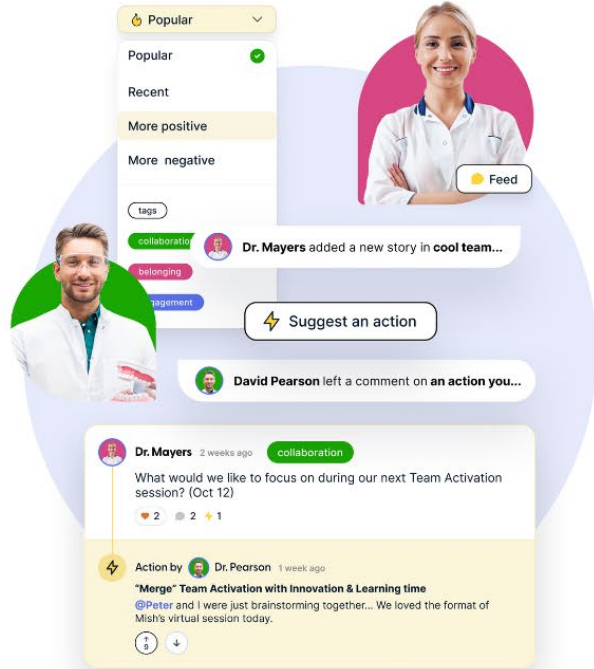 Popular
Popular
Recent
More positive
More negative
Feed
tags
collaboratio
Dr. Mayers added a new story in cool team...
belonging
gagement
Suggest an action
David Pearson left a comment on an action you...
Dr. Mayers 2 weeks ago collaboration
What would we like to focus on during our next Team Activation
session? (Oct 12)
2 2 1
Action by Dr. Pearson 1 week ago
“Merge” Team Activation with Innovation & Learning time
@Peter and I were just brainstorming together... We loved the format of
Mish's virtual session today.
9